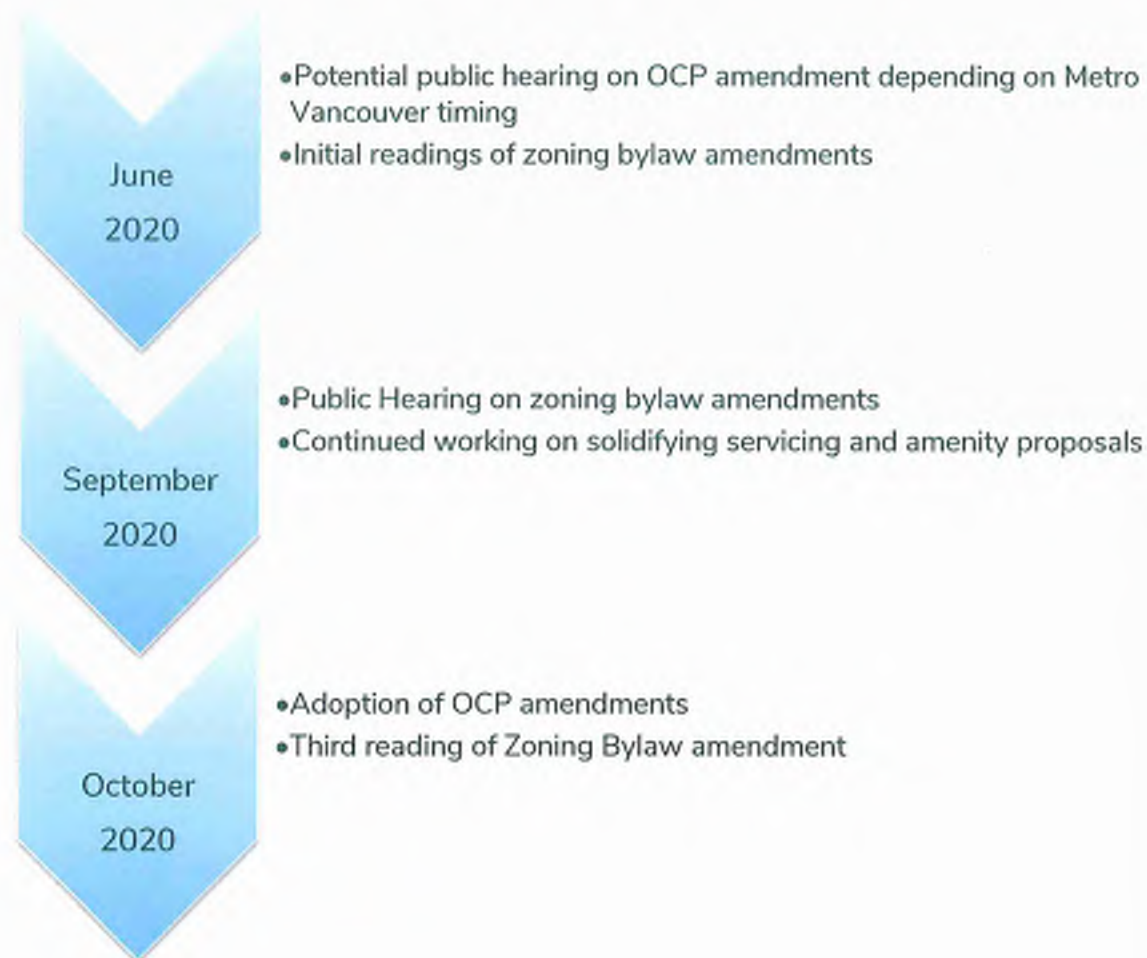 June
2020
•Potential public hearing on OCP amendment depending on Metro
Vancouver timing
•Initial readings of zoning bylaw amendments
September
2020
•Public Hearing on zoning bylaw amendments
•Continued working on solidifying servicing and amenity proposals
October
2020
•Adoption of OCP amendments
•Third reading of Zoning Bylaw amendment